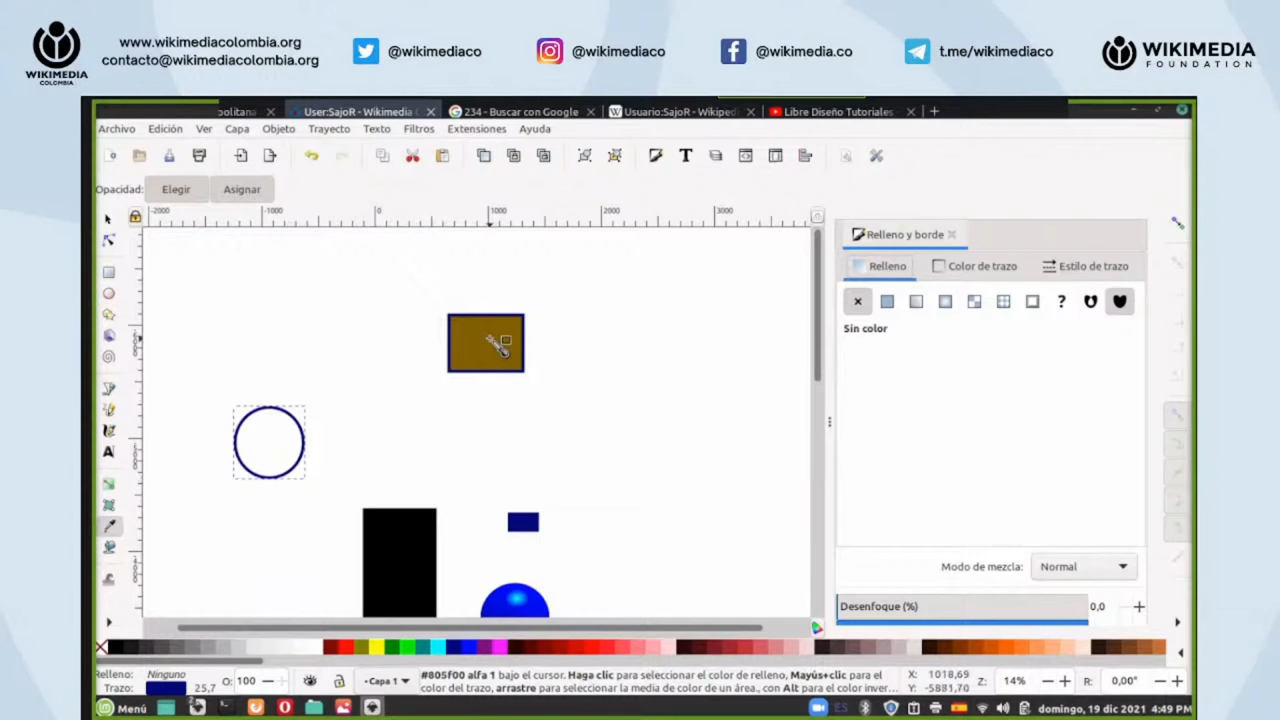 www.wikimediacolombia.org
contacto@wikimediacolombia.org
WIKIMEDIA
COLOMBIA
@wikimediaco
@wikimediaco
@wikimedia.co
t.me/wikimediaco
WIKIMEDIA
FOUNDATION
politana
User:SajoR - Wikimedia
234 - Buscar con Google
Usuario:SajoR - Wikiped
Libre Diseño Tutoriales
Archivo Edición Ver Capa Objeto Trayecto Texto Filtros Extensiones Ayuda
Opacidad: Elegir Asignar
-2000 -1000 0 1000 2000 3000
Relleno y borde
Relleno Color de trazo Estilo de trazo
Sin color
Modo de mezcla: Normal
Desenfoque (%) 0,0
Relleno: Ninguno
Trazo: 25,7
O: 100
Capa 1
#805f00 alfa 1 bajo el cursor. Haga clic para seleccionar el color de relleno, Mayús+clic para el
color del trazo, arrastre para seleccionar la media de color de un área., con Alt para el color inver...
X: 1018,69
Y: -5881,70
Z: 14%
R: 0,00°
Menú
ES
domingo, 19 dic 2021 4:49 PM